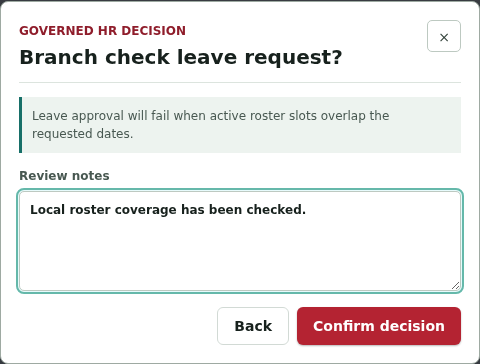 GOVERNED HR DECISION
Branch check leave request?
×
Leave approval will fail when active roster slots overlap the
requested dates.
Review notes
Local roster coverage has been checked.
Back
Confirm decision